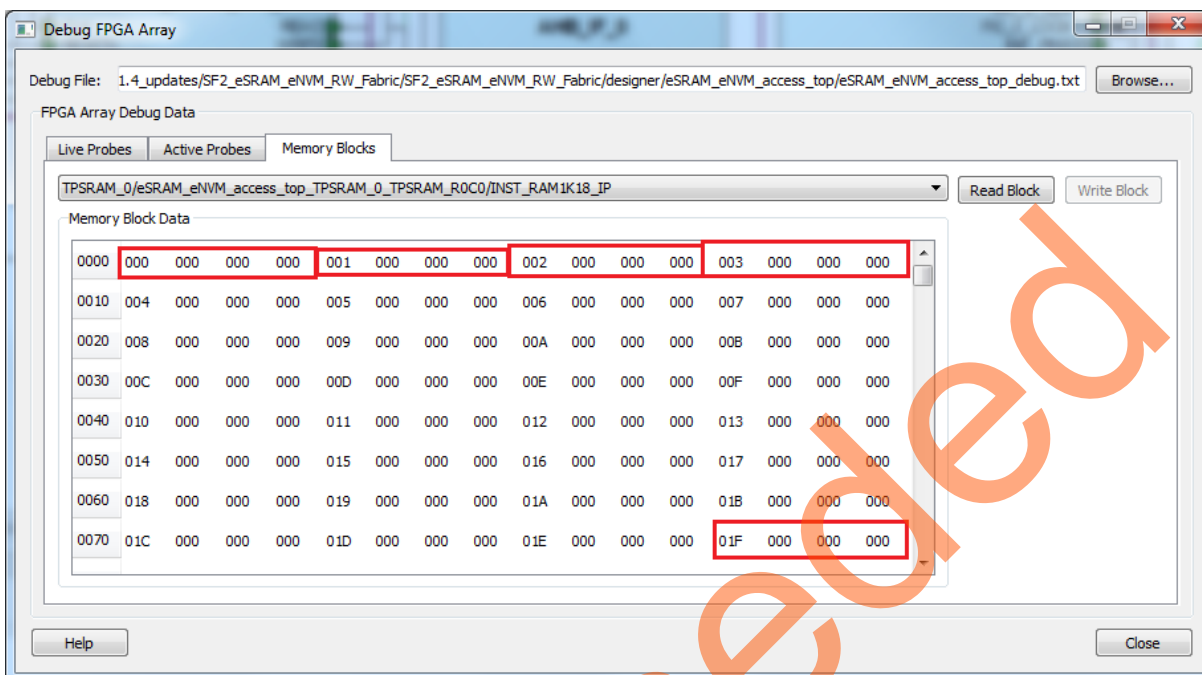 Debug FPGA Array
Debug File: 1.4_updates/SF2_eSRAM_eNVM_RW_Fabric/SF2_eSRAM_eNVM_RW_Fabric/designer/eSRAM_eNVM_access_top/eSRAM_eNVM_access_top_debug.txt Browse...
FPGA Array Debug Data
Live Probes Active Probes Memory Blocks
TPSRAM_0/eSRAM_eNVM_access_top_TPSRAM_0_TPSRAM_R0C0/INST_RAM1K18_IP Read Block Write Block
Memory Block Data
0000 000 000 000 000 001 000 000 000 002 000 000 000 003 000 000 000
0010 004 000 000 000 005 000 000 000 006 000 000 000 007 000 000 000
0020 008 000 000 000 009 000 000 000 00A 000 000 000 00B 000 000 000
0030 00C 000 000 000 00D 000 000 000 00E 000 000 000 00F 000 000 000
0040 010 000 000 000 011 000 000 000 012 000 000 000 013 000 000 000
0050 014 000 000 000 015 000 000 000 016 000 000 000 017 000 000 000
0060 018 000 000 000 019 000 000 000 01A 000 000 000 01B 000 000 000
0070 01C 000 000 000 01D 000 000 000 01E 000 000 000 01F 000 000 000
Help Close
eded